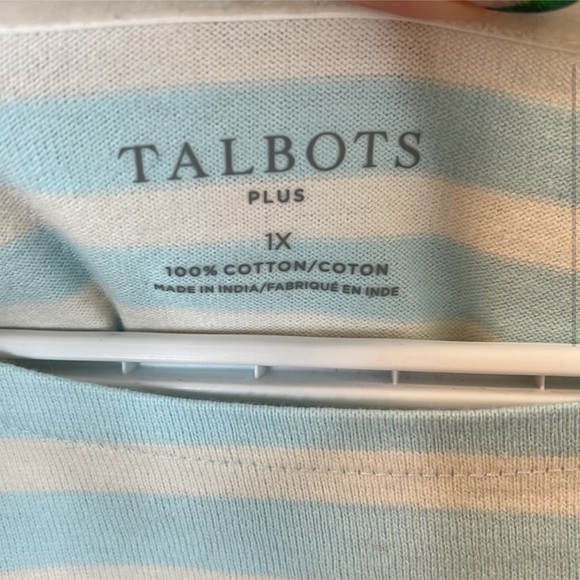 TALBOTS
PLUS
1X
100% COTTON/COTON
MADE IN INDIA/FABRIQUÉ EN INDE